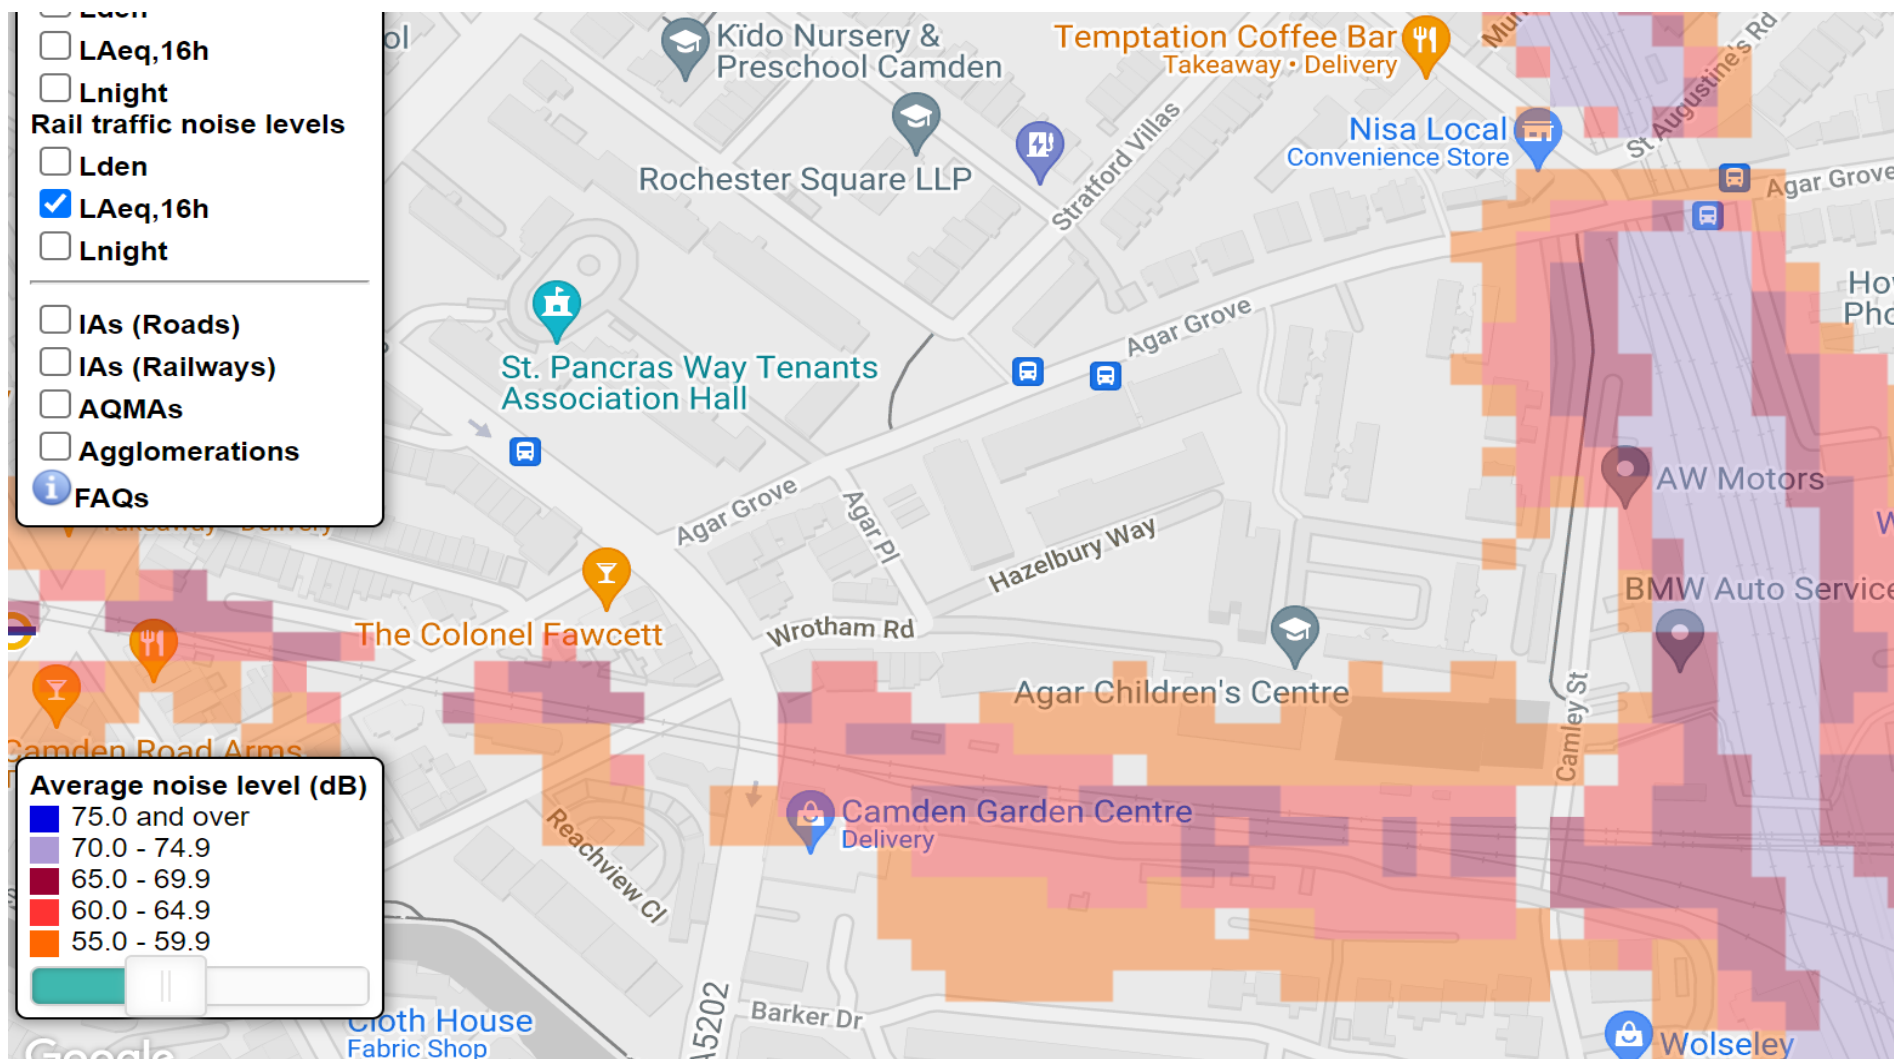 Lden
LAeq,16h
Lnight
Rail traffic noise levels
Lden
LAeq,16h
Lnight
IAs (Roads)
IAs (Railways)
AQMAs
Agglomerations
FAQs
Average noise level (dB)
75.0 and over
70.0 - 74.9
65.0 - 69.9
60.0 - 64.9
55.0 - 59.9
Kido Nursery &
Preschool Camden
Temptation Coffee Bar
Takeaway • Delivery
Rochester Square LLP
Stratford Villas
Nisa Local
Convenience Store
St Augustine's Rd
Agar Grove
St. Pancras Way Tenants
Association Hall
Agar Grove
Agar Grove
Agar Pl
Hazelbury Way
AW Motors
BMW Auto Service
Takeaway • Delivery
The Colonel Fawcett
Wrotham Rd
Agar Children's Centre
Camley St
Camden Road Arms
Camden Garden Centre
Delivery
Reachview Cl
A5202
Barker Dr
Cloth House
Fabric Shop
Wolseley
Google